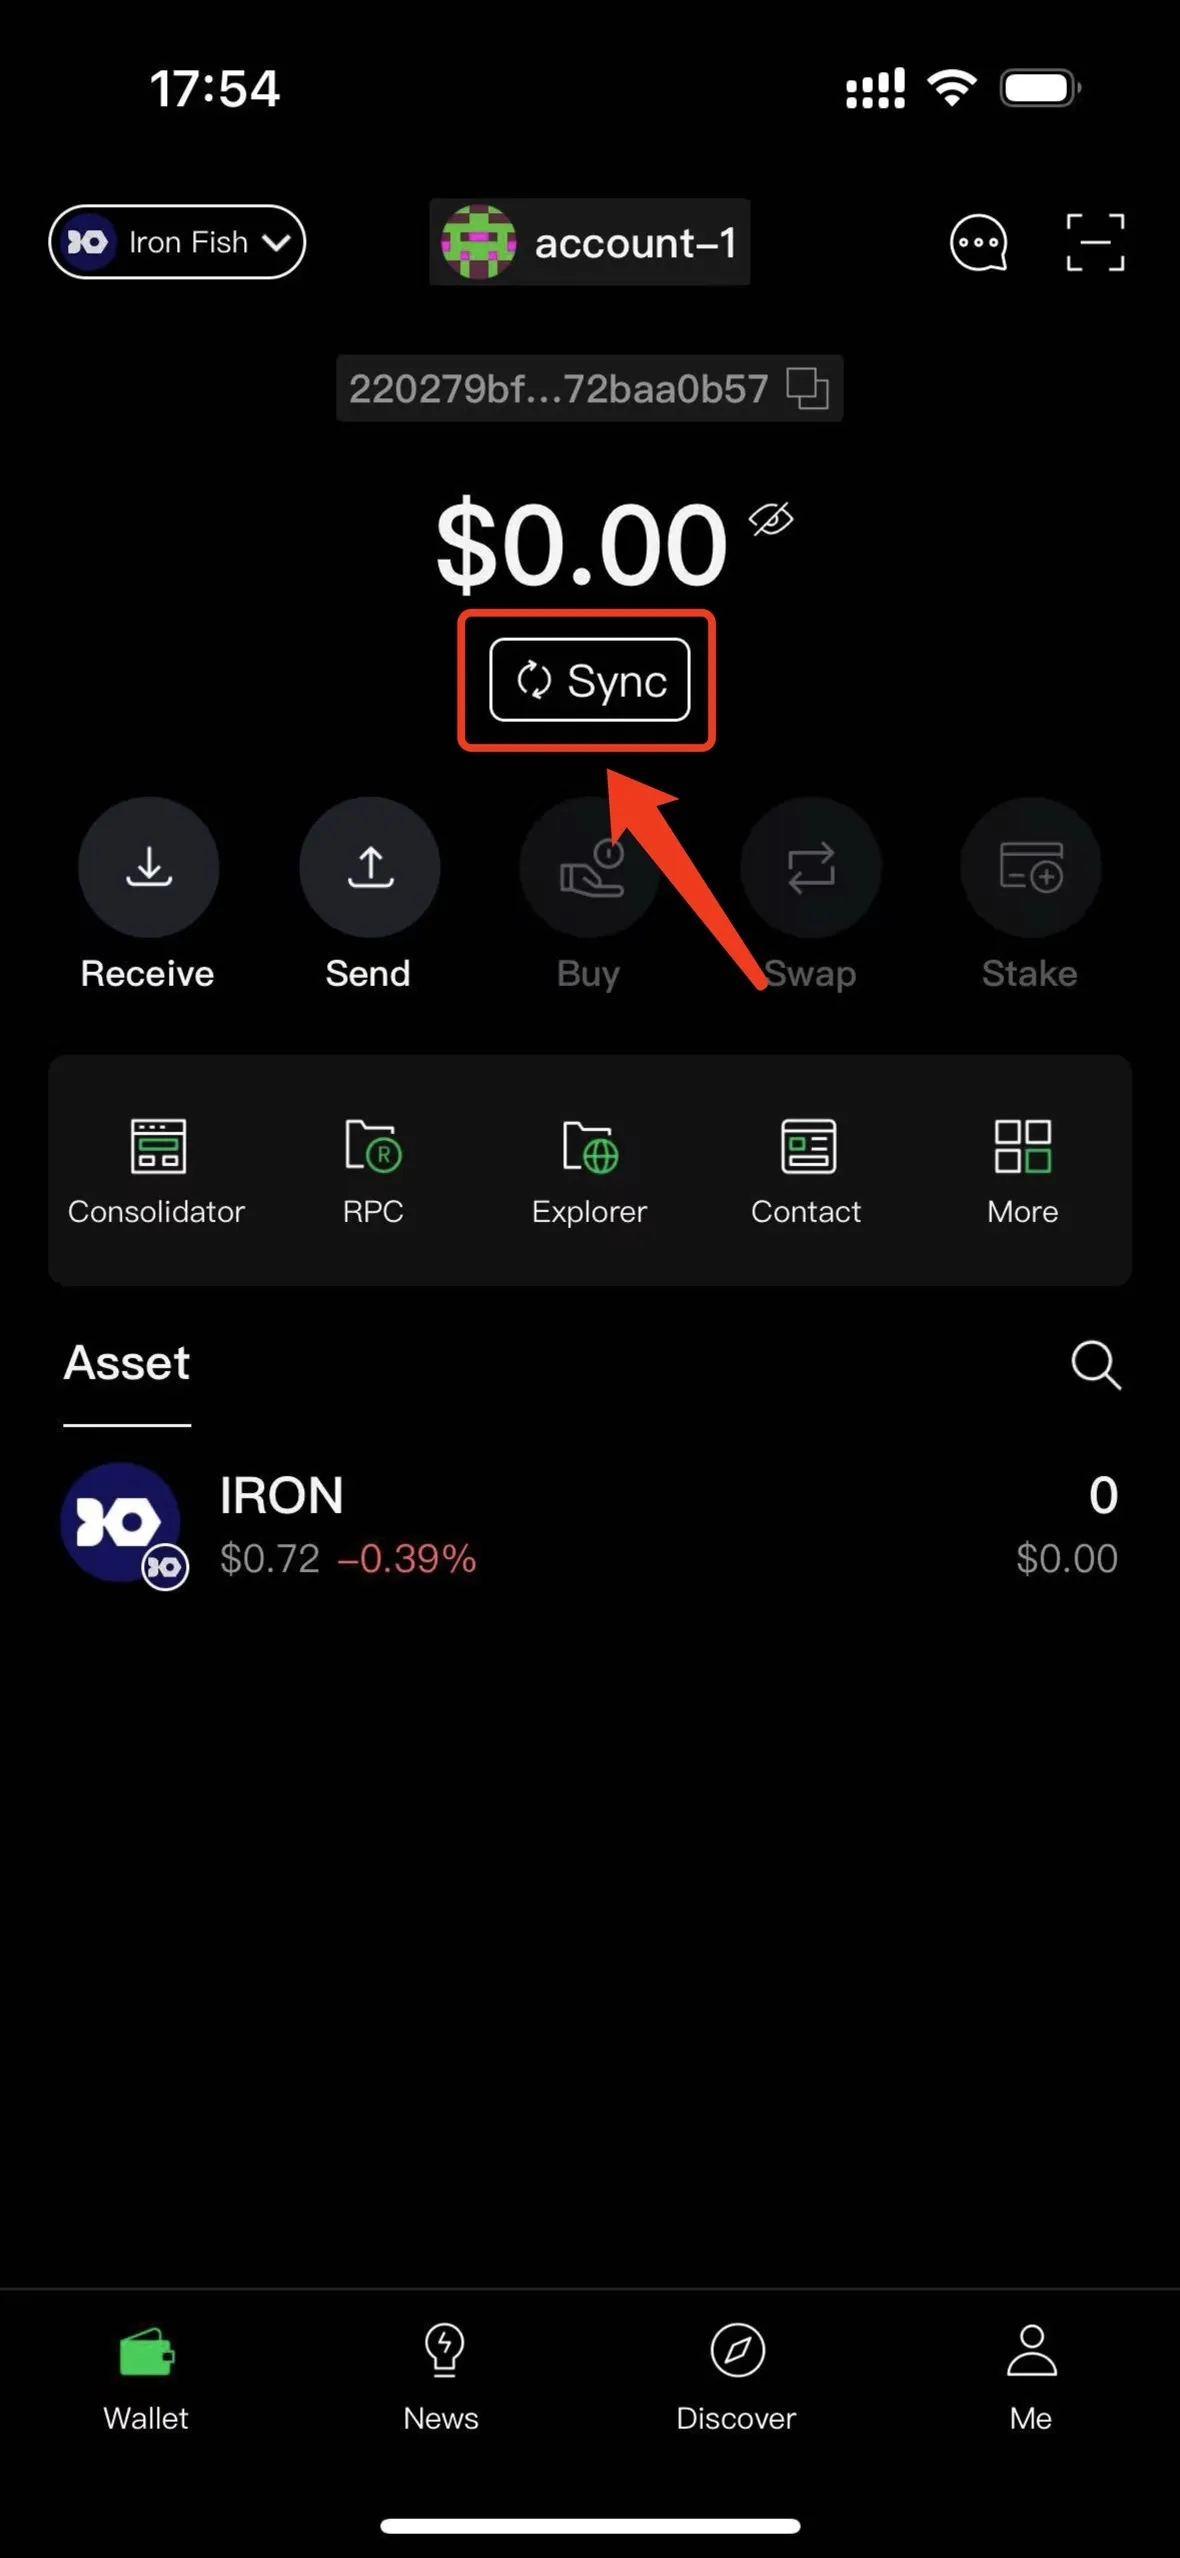 17:54
Iron Fish
account-1
220279bf...72baa0b57
$0.00
Sync
Receive Send Buy Swap Stake
Consolidator RPC Explorer Contact More
Asset
IRON 0
$0.72 -0.39% $0.00
Wallet News Discover Me